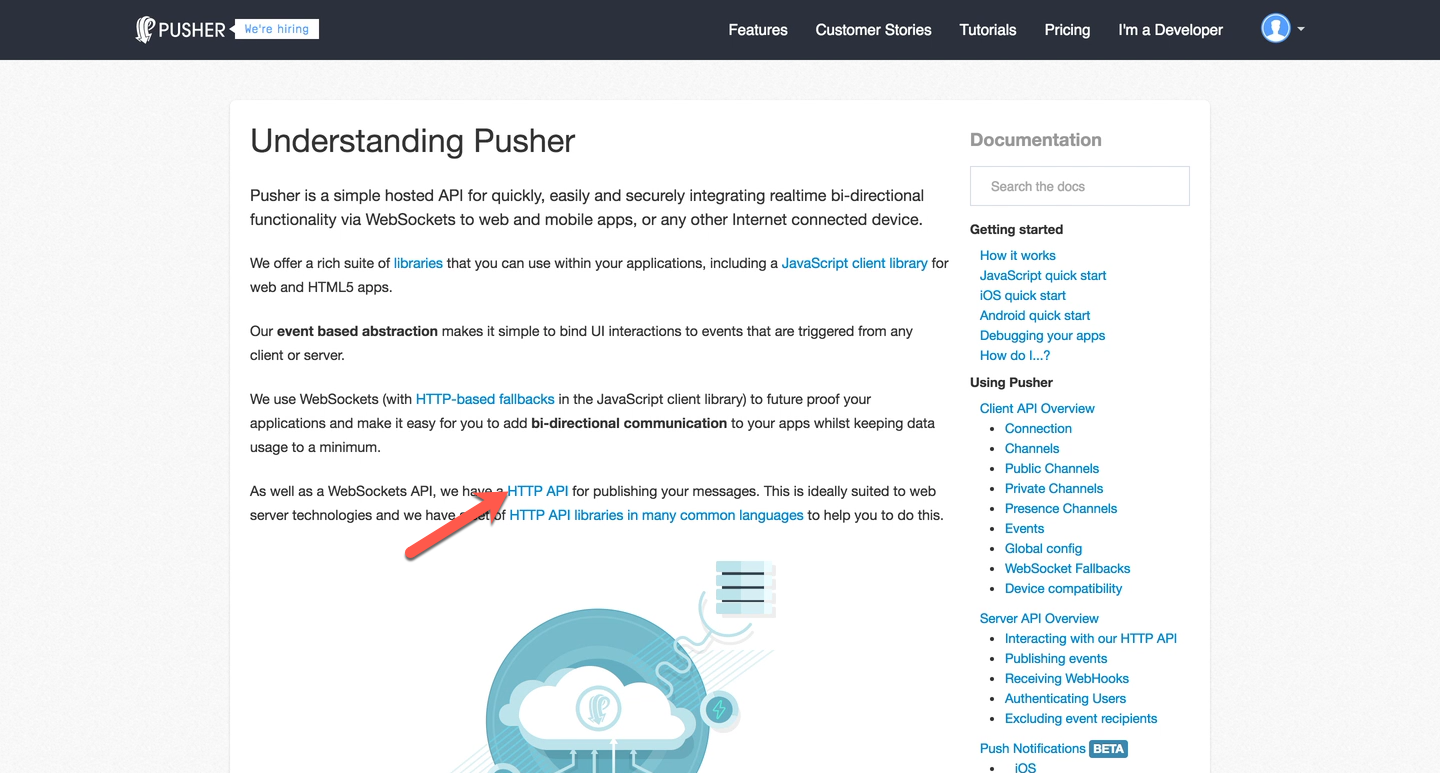 PUSHER We're hiring Features Customer Stories Tutorials Pricing I'm a Developer
Understanding Pusher
Pusher is a simple hosted API for quickly, easily and securely integrating realtime bi-directional
functionality via WebSockets to web and mobile apps, or any other Internet connected device.
We offer a rich suite of libraries that you can use within your applications, including a JavaScript client library for
web and HTML5 apps.
Our event based abstraction makes it simple to bind UI interactions to events that are triggered from any
client or server.
We use WebSockets (with HTTP-based fallbacks in the JavaScript client library) to future proof your
applications and make it easy for you to add bi-directional communication to your apps whilst keeping data
usage to a minimum.
As well as a WebSockets API, we have a HTTP API for publishing your messages. This is ideally suited to web
server technologies and we have a set of HTTP API libraries in many common languages to help you to do this.
Documentation
Search the docs
Getting started
How it works
JavaScript quick start
iOS quick start
Android quick start
Debugging your apps
How do I...?
Using Pusher
Client API Overview
• Connection
• Channels
• Public Channels
• Private Channels
• Presence Channels
• Events
• Global config
• WebSocket Fallbacks
• Device compatibility
Server API Overview
• Interacting with our HTTP API
• Publishing events
• Receiving WebHooks
• Authenticating Users
• Excluding event recipients
Push Notifications BETA
• iOS